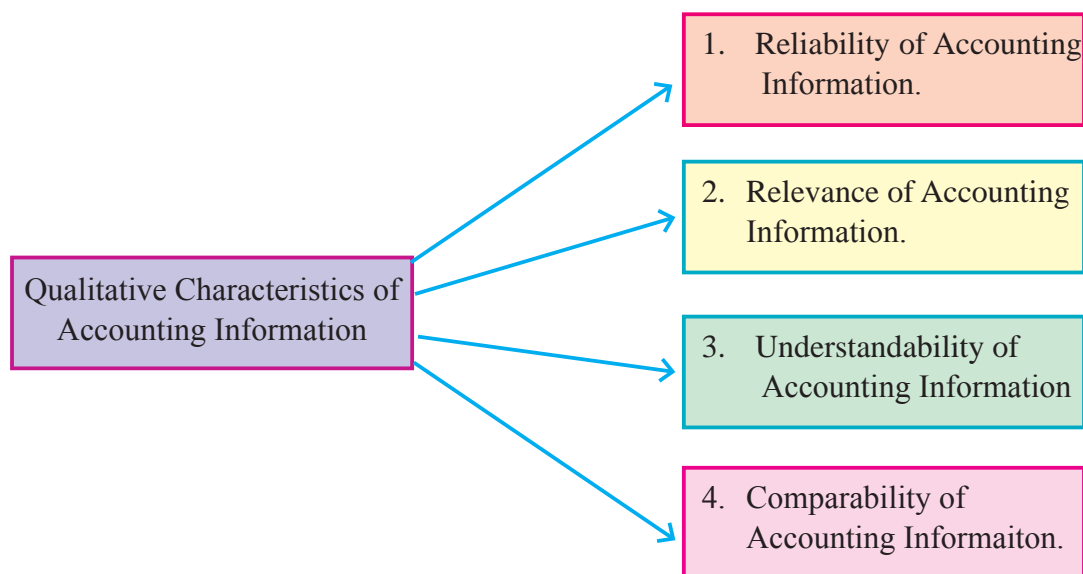 Qualitative Characteristics of
Accounting Information
1. Reliability of Accounting
Information.
2. Relevance of Accounting
Information.
3. Understandability of
Accounting Information
4. Comparability of
Accounting Informaiton.